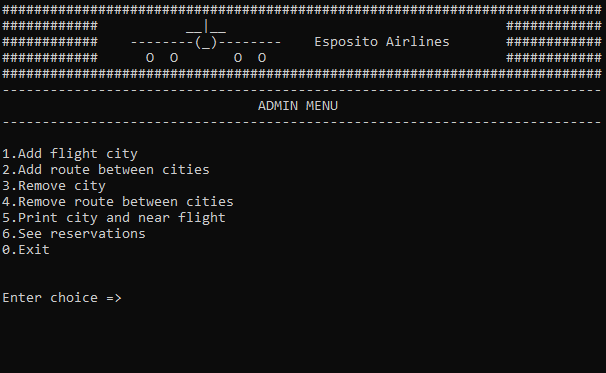 ###########################################################################
############           __|__                                   ############
############    --------(_)--------    Esposito Airlines       ############
############      O  O       O  O                              ############
###########################################################################
---------------------------------------------------------------------------
                                ADMIN MENU
---------------------------------------------------------------------------
1.Add flight city
2.Add route between cities
3.Remove city
4.Remove route between cities
5.Print city and near flight
6.See reservations
0.Exit
Enter choice =>